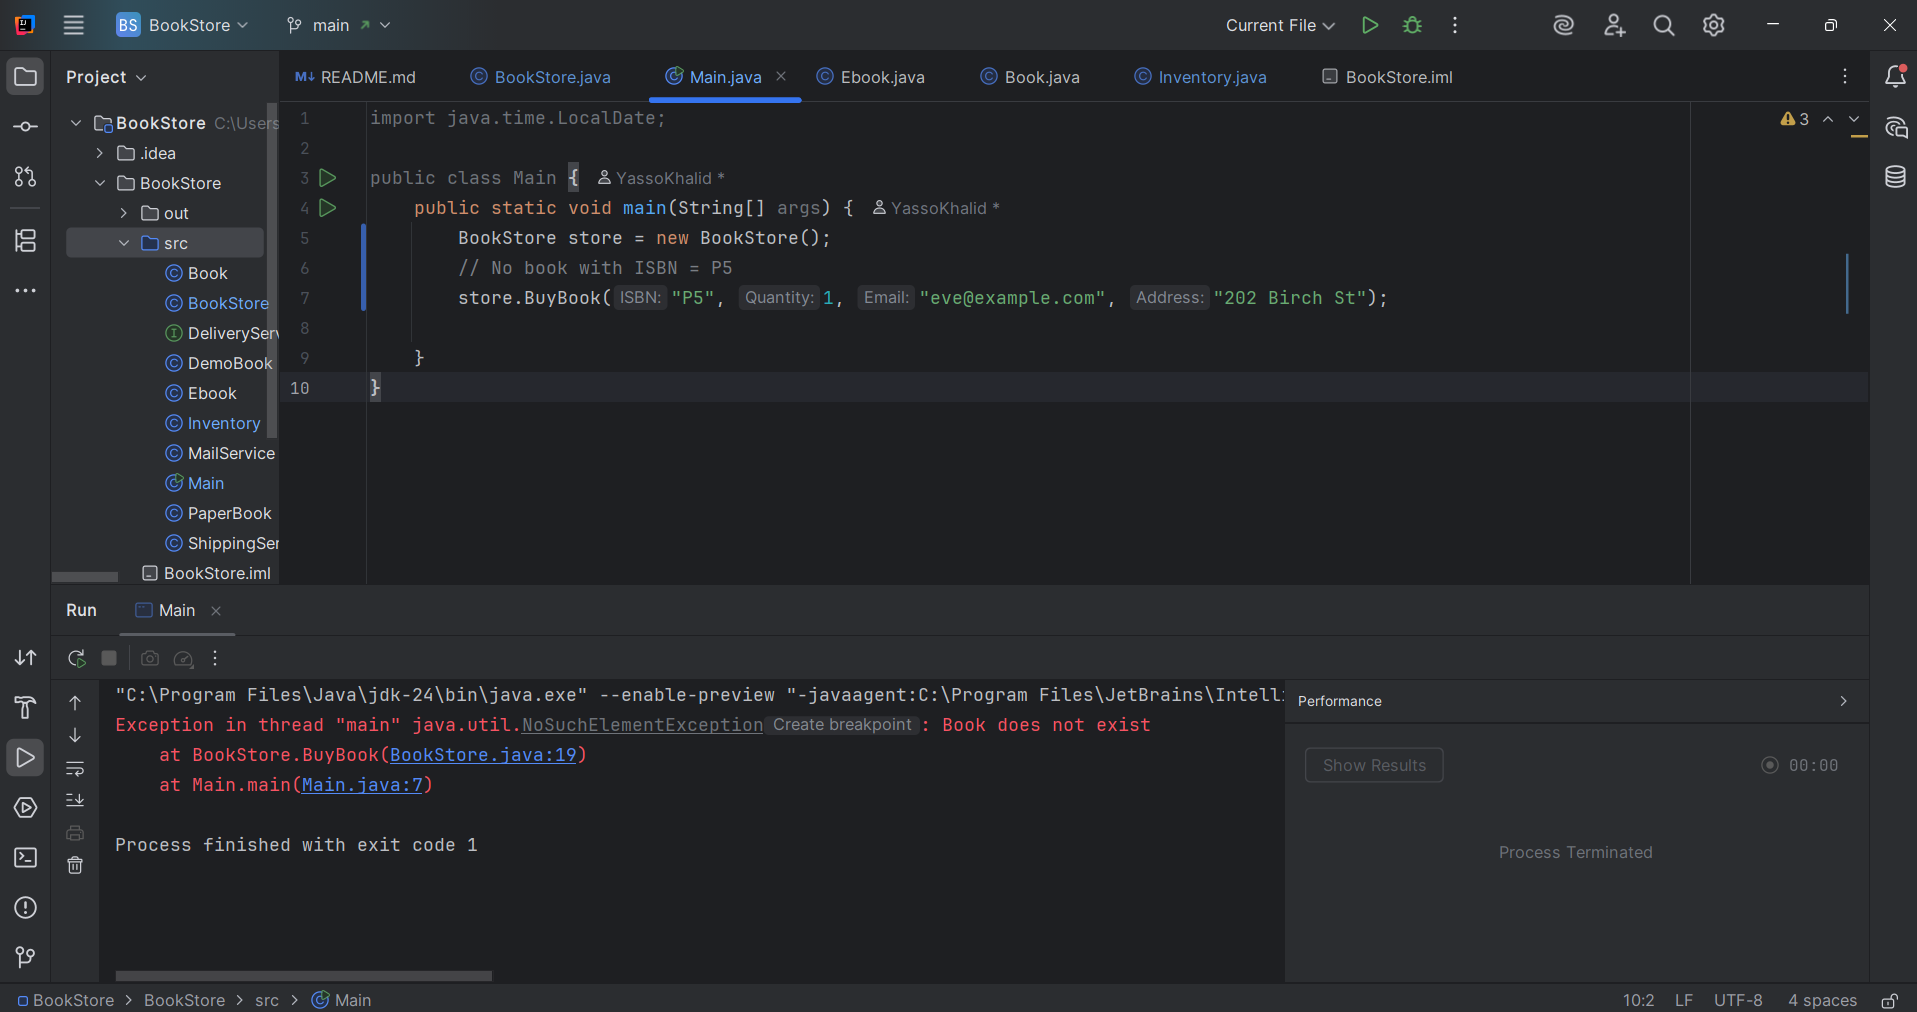 BS BookStore main Current File
Project
README.md BookStore.java Main.java Ebook.java Book.java Inventory.java BookStore.iml
BookStore C:\Users
.idea
BookStore
out
src
Book
BookStore
DeliveryServ
DemoBook
Ebook
Inventory
MailService
Main
PaperBook
ShippingSer
BookStore.iml
3
1 import java.time.LocalDate;
2
3 public class Main { YassoKhalid *
4 public static void main(String[] args) { YassoKhalid *
5 BookStore store = new BookStore();
6 // No book with ISBN = P5
7 store.BuyBook( ISBN: "P5", Quantity: 1, Email: "eve@example.com", Address: "202 Birch St");
8
9 }
10 }
Run Main
"C:\Program Files\Java\jdk-24\bin\java.exe" --enable-preview "-javaagent:C:\Program Files\JetBrains\Intelli
Exception in thread "main" java.util.NoSuchElementException Create breakpoint : Book does not exist
at BookStore.BuyBook(BookStore.java:19)
at Main.main(Main.java:7)
Process finished with exit code 1
Performance
Show Results 00:00
Process Terminated
BookStore > BookStore > src > Main 10:2 LF UTF-8 4 spaces